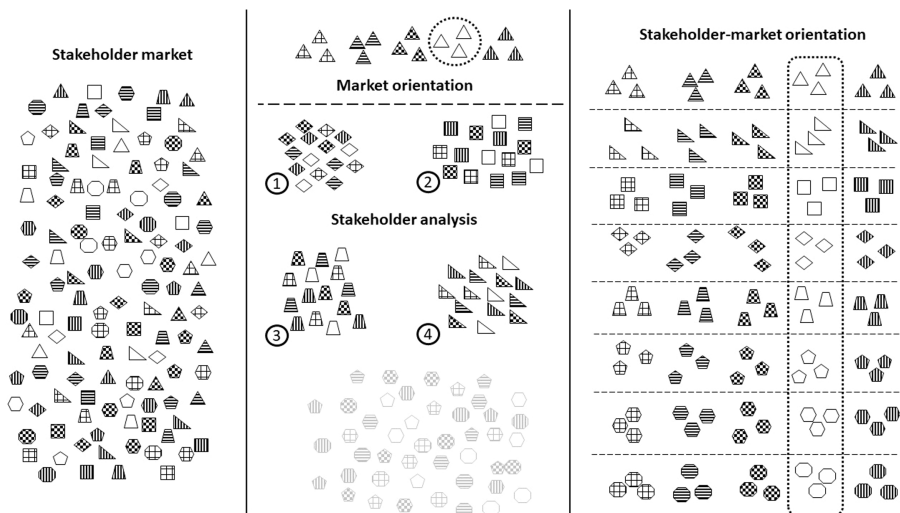 Stakeholder market
Market orientation
1
2
Stakeholder analysis
3
4
Stakeholder-market orientation